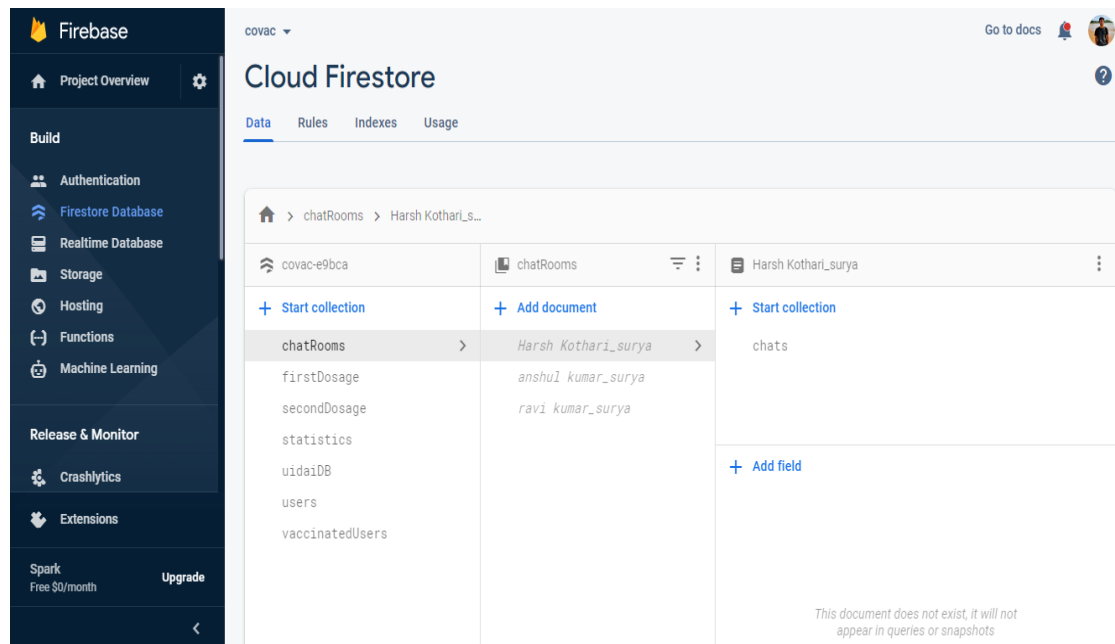 Firebase
Project Overview
Build
Authentication
Firestore Database
Realtime Database
Storage
Hosting
Functions
Machine Learning
Release & Monitor
Crashlytics
Extensions
Spark
Free $0/month
Upgrade
covac
Go to docs
Cloud Firestore
Data Rules Indexes Usage
chatRooms > Harsh Kothari_s...
covac-e9bca
+ Start collection
chatRooms
firstDosage
secondDosage
statistics
uidaiDB
users
vaccinatedUsers
chatRooms
+ Add document
Harsh Kothari_surya
anshul kumar_surya
ravi kumar_surya
Harsh Kothari_surya
+ Start collection
chats
+ Add field
This document does not exist, it will not
appear in queries or snapshots